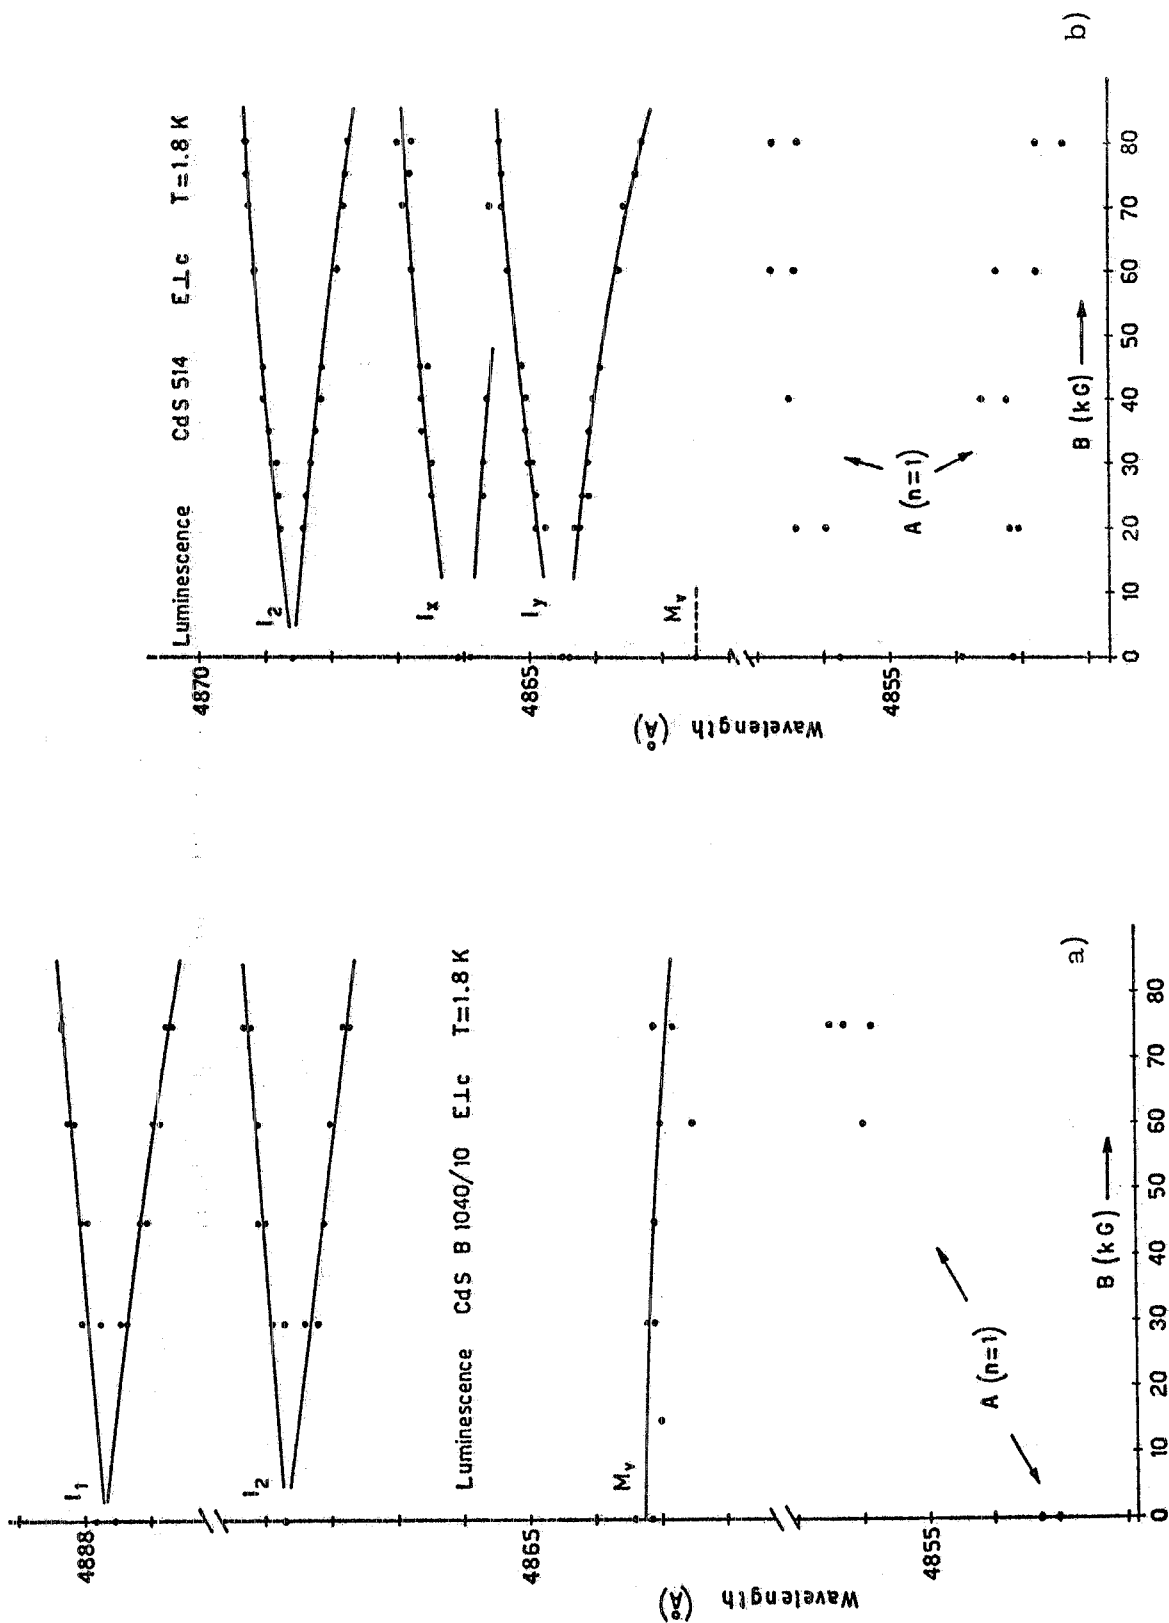 Luminescence CdS B 1040/10 E⊥c T=1.8 K
4888
4865
4855
Wavelength (Å)
I₁
I₂
Mᵥ
A (n=1)
0 10 20 30 40 50 60 70 80
B (kG)
a)
Luminescence CdS 514 E⊥c T=1.8 K
4870
4865
4855
Wavelength (Å)
I₂
Iₓ
I_y
Mᵥ
A (n=1)
0 10 20 30 40 50 60 70 80
B (kG)
b)